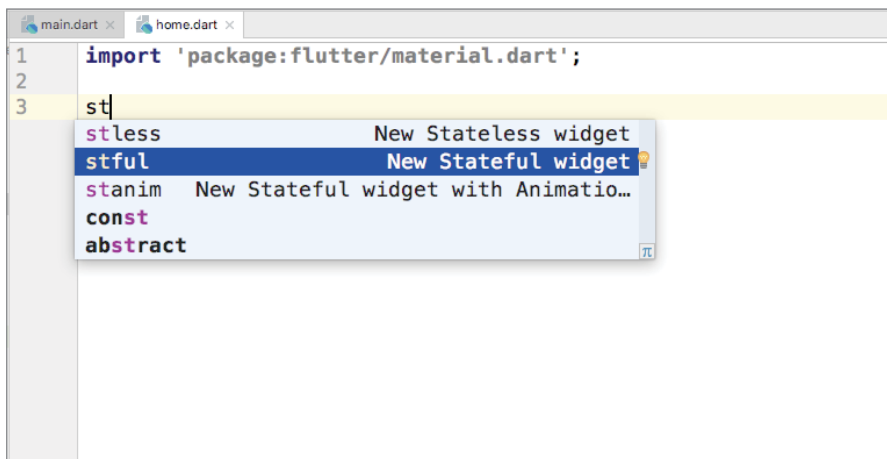 main.dart home.dart
1 import 'package:flutter/material.dart';
2
3 st
stless New Stateless widget
stful New Stateful widget
stanim New Stateful widget with Animatio…
const
abstract
π